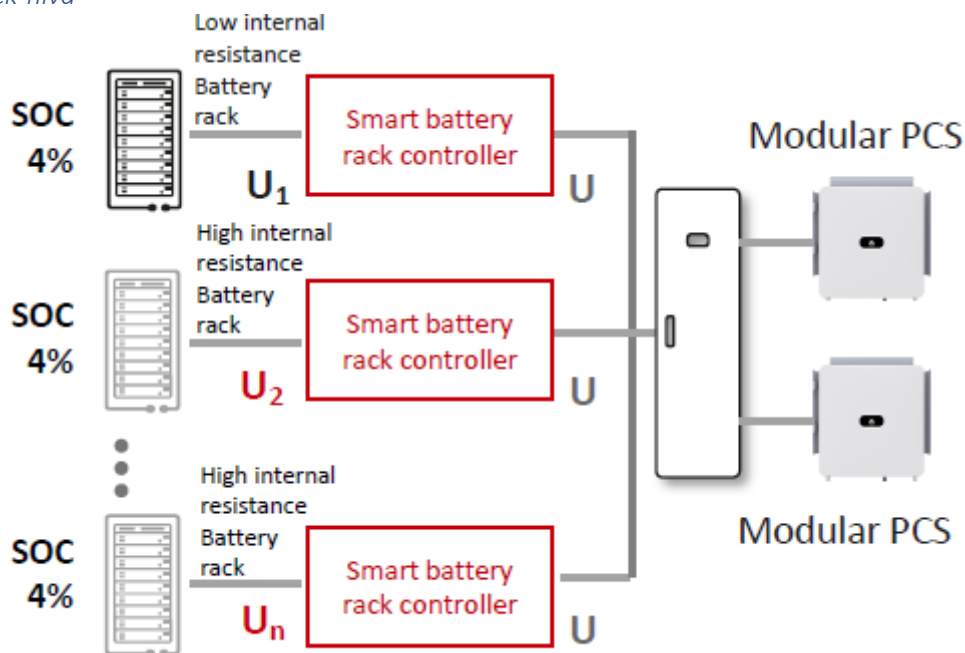 Low internal
resistance
Battery
rack
SOC
4%
Smart battery
rack controller
U₁
U
Modular PCS
High internal
resistance
Battery
rack
SOC
4%
Smart battery
rack controller
U₂
U
High internal
resistance
Battery
rack
SOC
4%
Smart battery
rack controller
Uₙ
U
Modular PCS